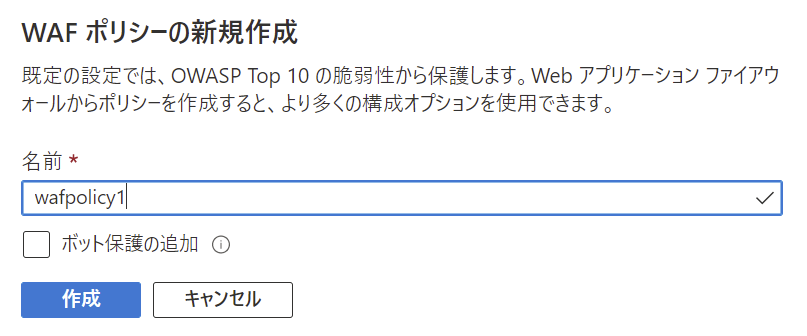 WAF ポリシーの新規作成
既定の設定では、OWASP Top 10 の脆弱性から保護します。Web アプリケーション ファイアウ
ォールからポリシーを作成すると、より多くの構成オプションを使用できます。
名前 *
wafpolicy1
ボット保護の追加
作成 キャンセル